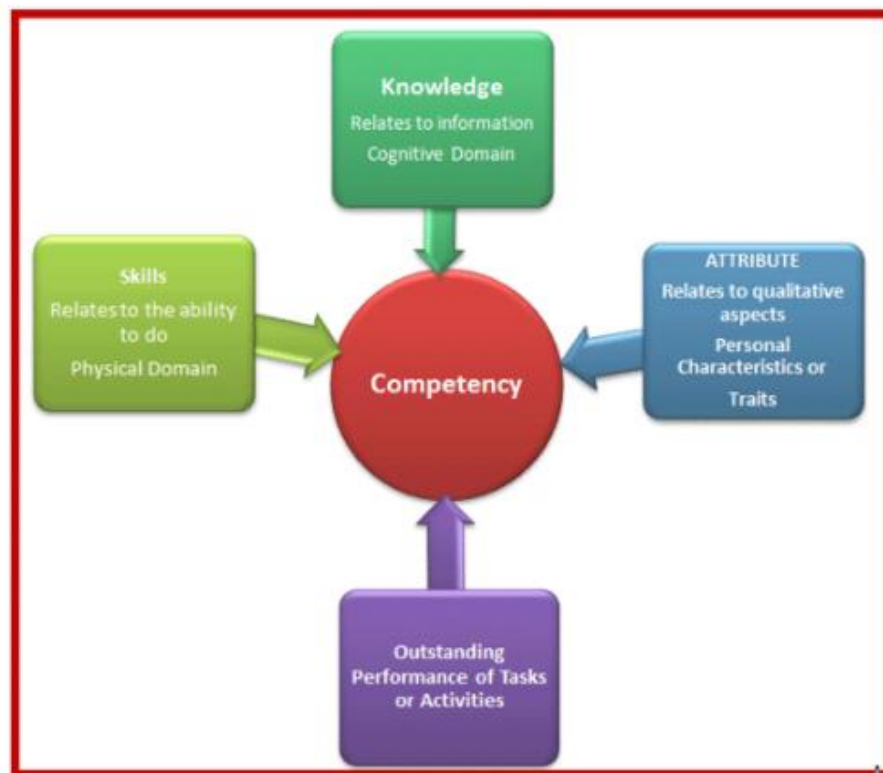 Knowledge
Relates to information
Cognitive Domain
Skills
Relates to the ability
to do
Physical Domain
ATTRIBUTE
Relates to qualitative
aspects
Personal
Characteristics or
Traits
Competency
Outstanding
Performance of Tasks
or Activities